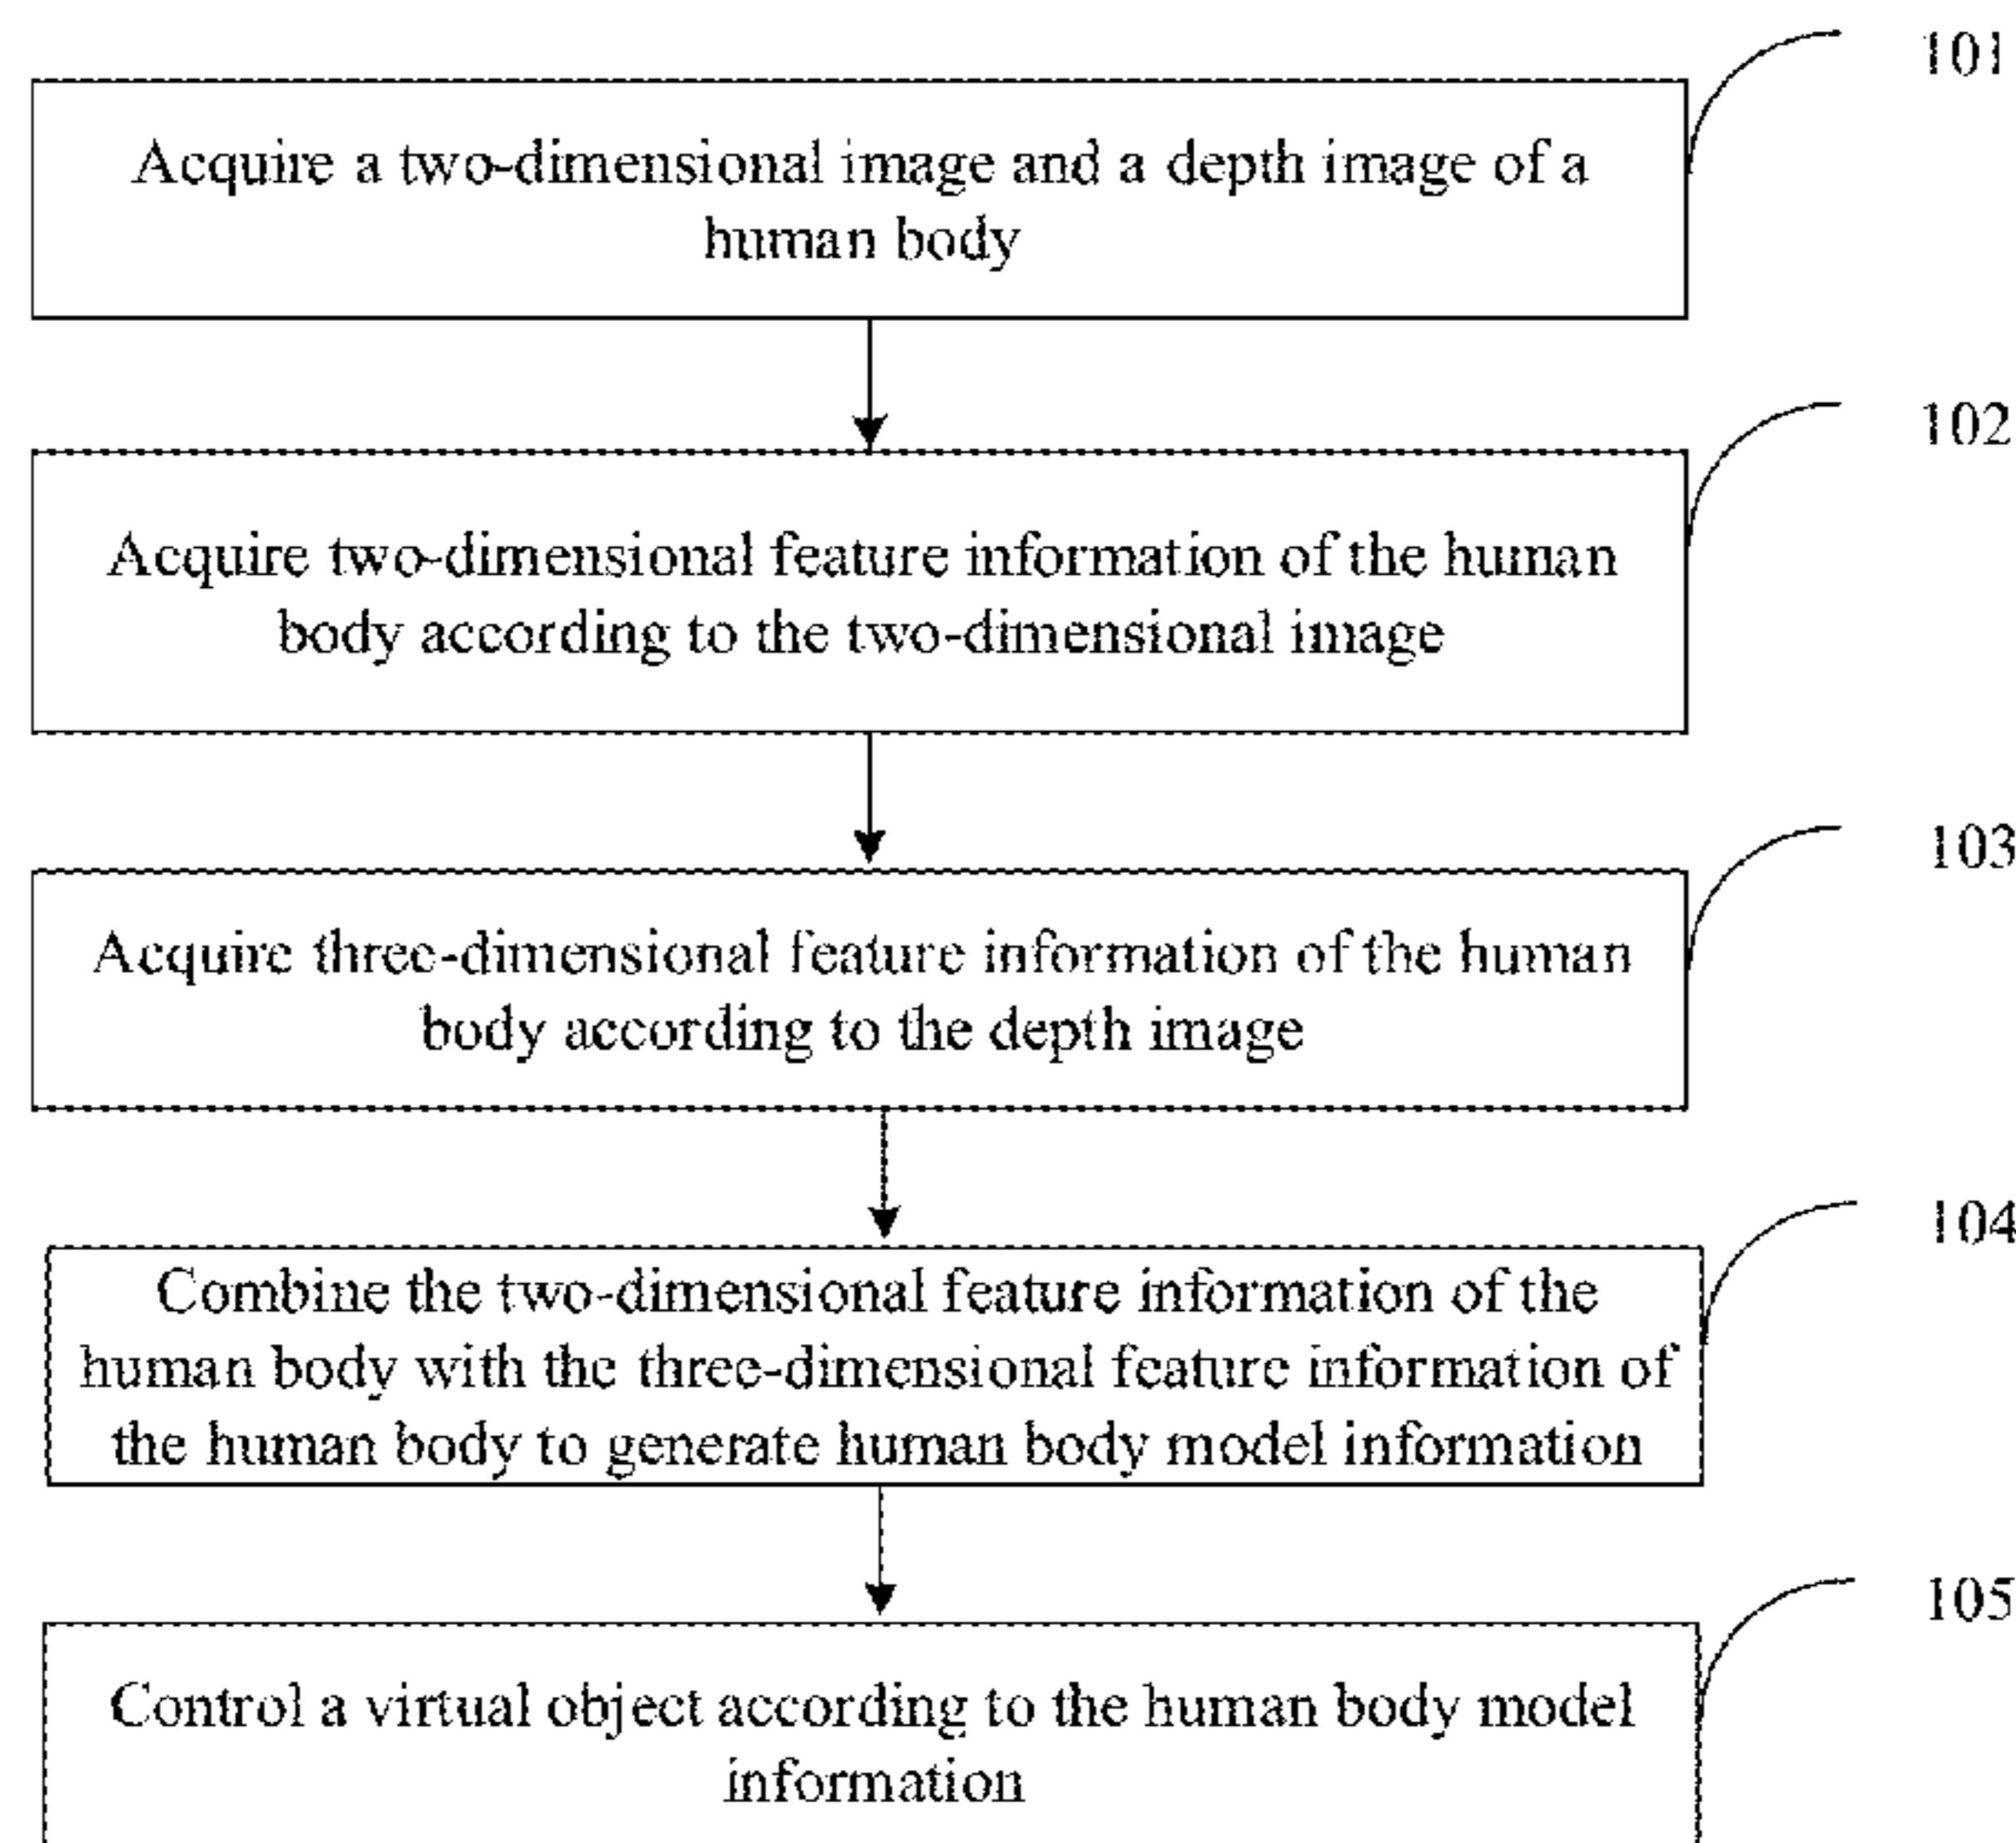 101
Acquire a two-dimensional image and a depth image of a
human body
102
Acquire two-dimensional feature information of the human
body according to the two-dimensional image
103
Acquire three-dimensional feature information of the human
body according to the depth image
104
Combine the two-dimensional feature information of the
human body with the three-dimensional feature information of
the human body to generate human body model information
105
Control a virtual object according to the human body model
information